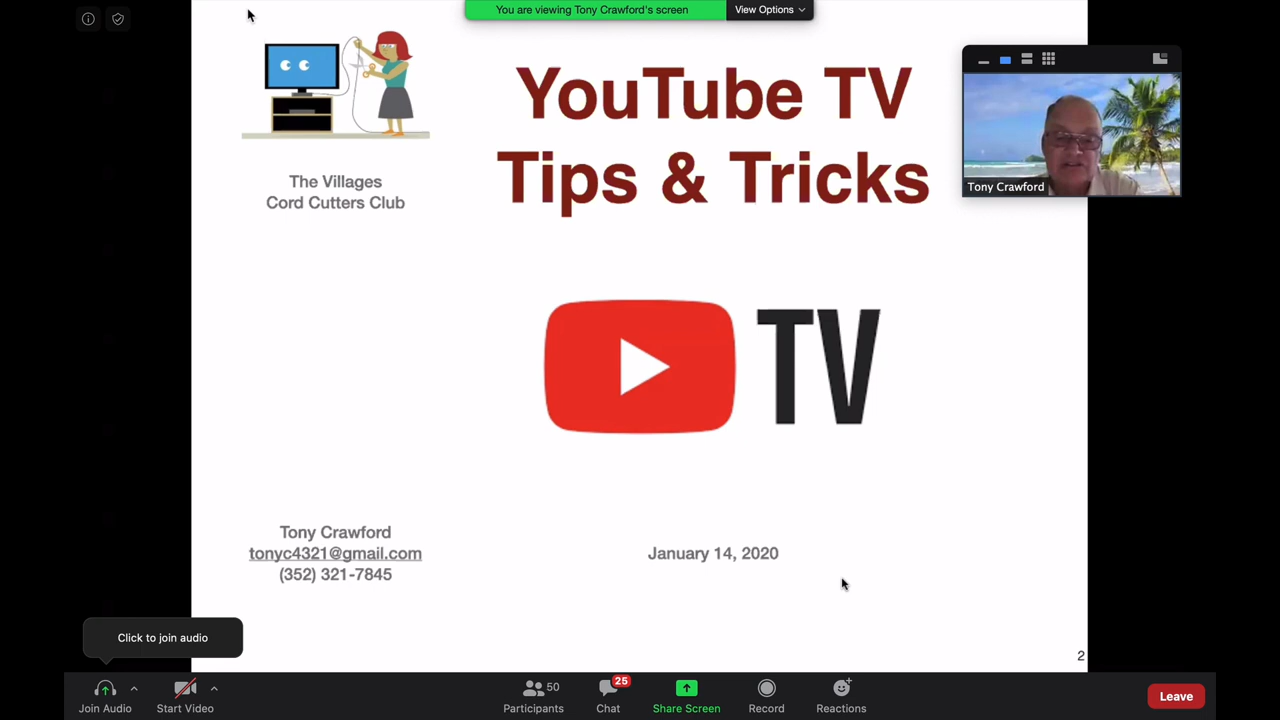 You are viewing Tony Crawford's screen
View Options
YouTube TV
Tips & Tricks
The Villages
Cord Cutters Club
Tony Crawford
TV
Tony Crawford
tonyc4321@gmail.com
(352) 321-7845
January 14, 2020
Click to join audio
2
Join Audio
Start Video
50
Participants
25
Chat
Share Screen
Record
Reactions
Leave